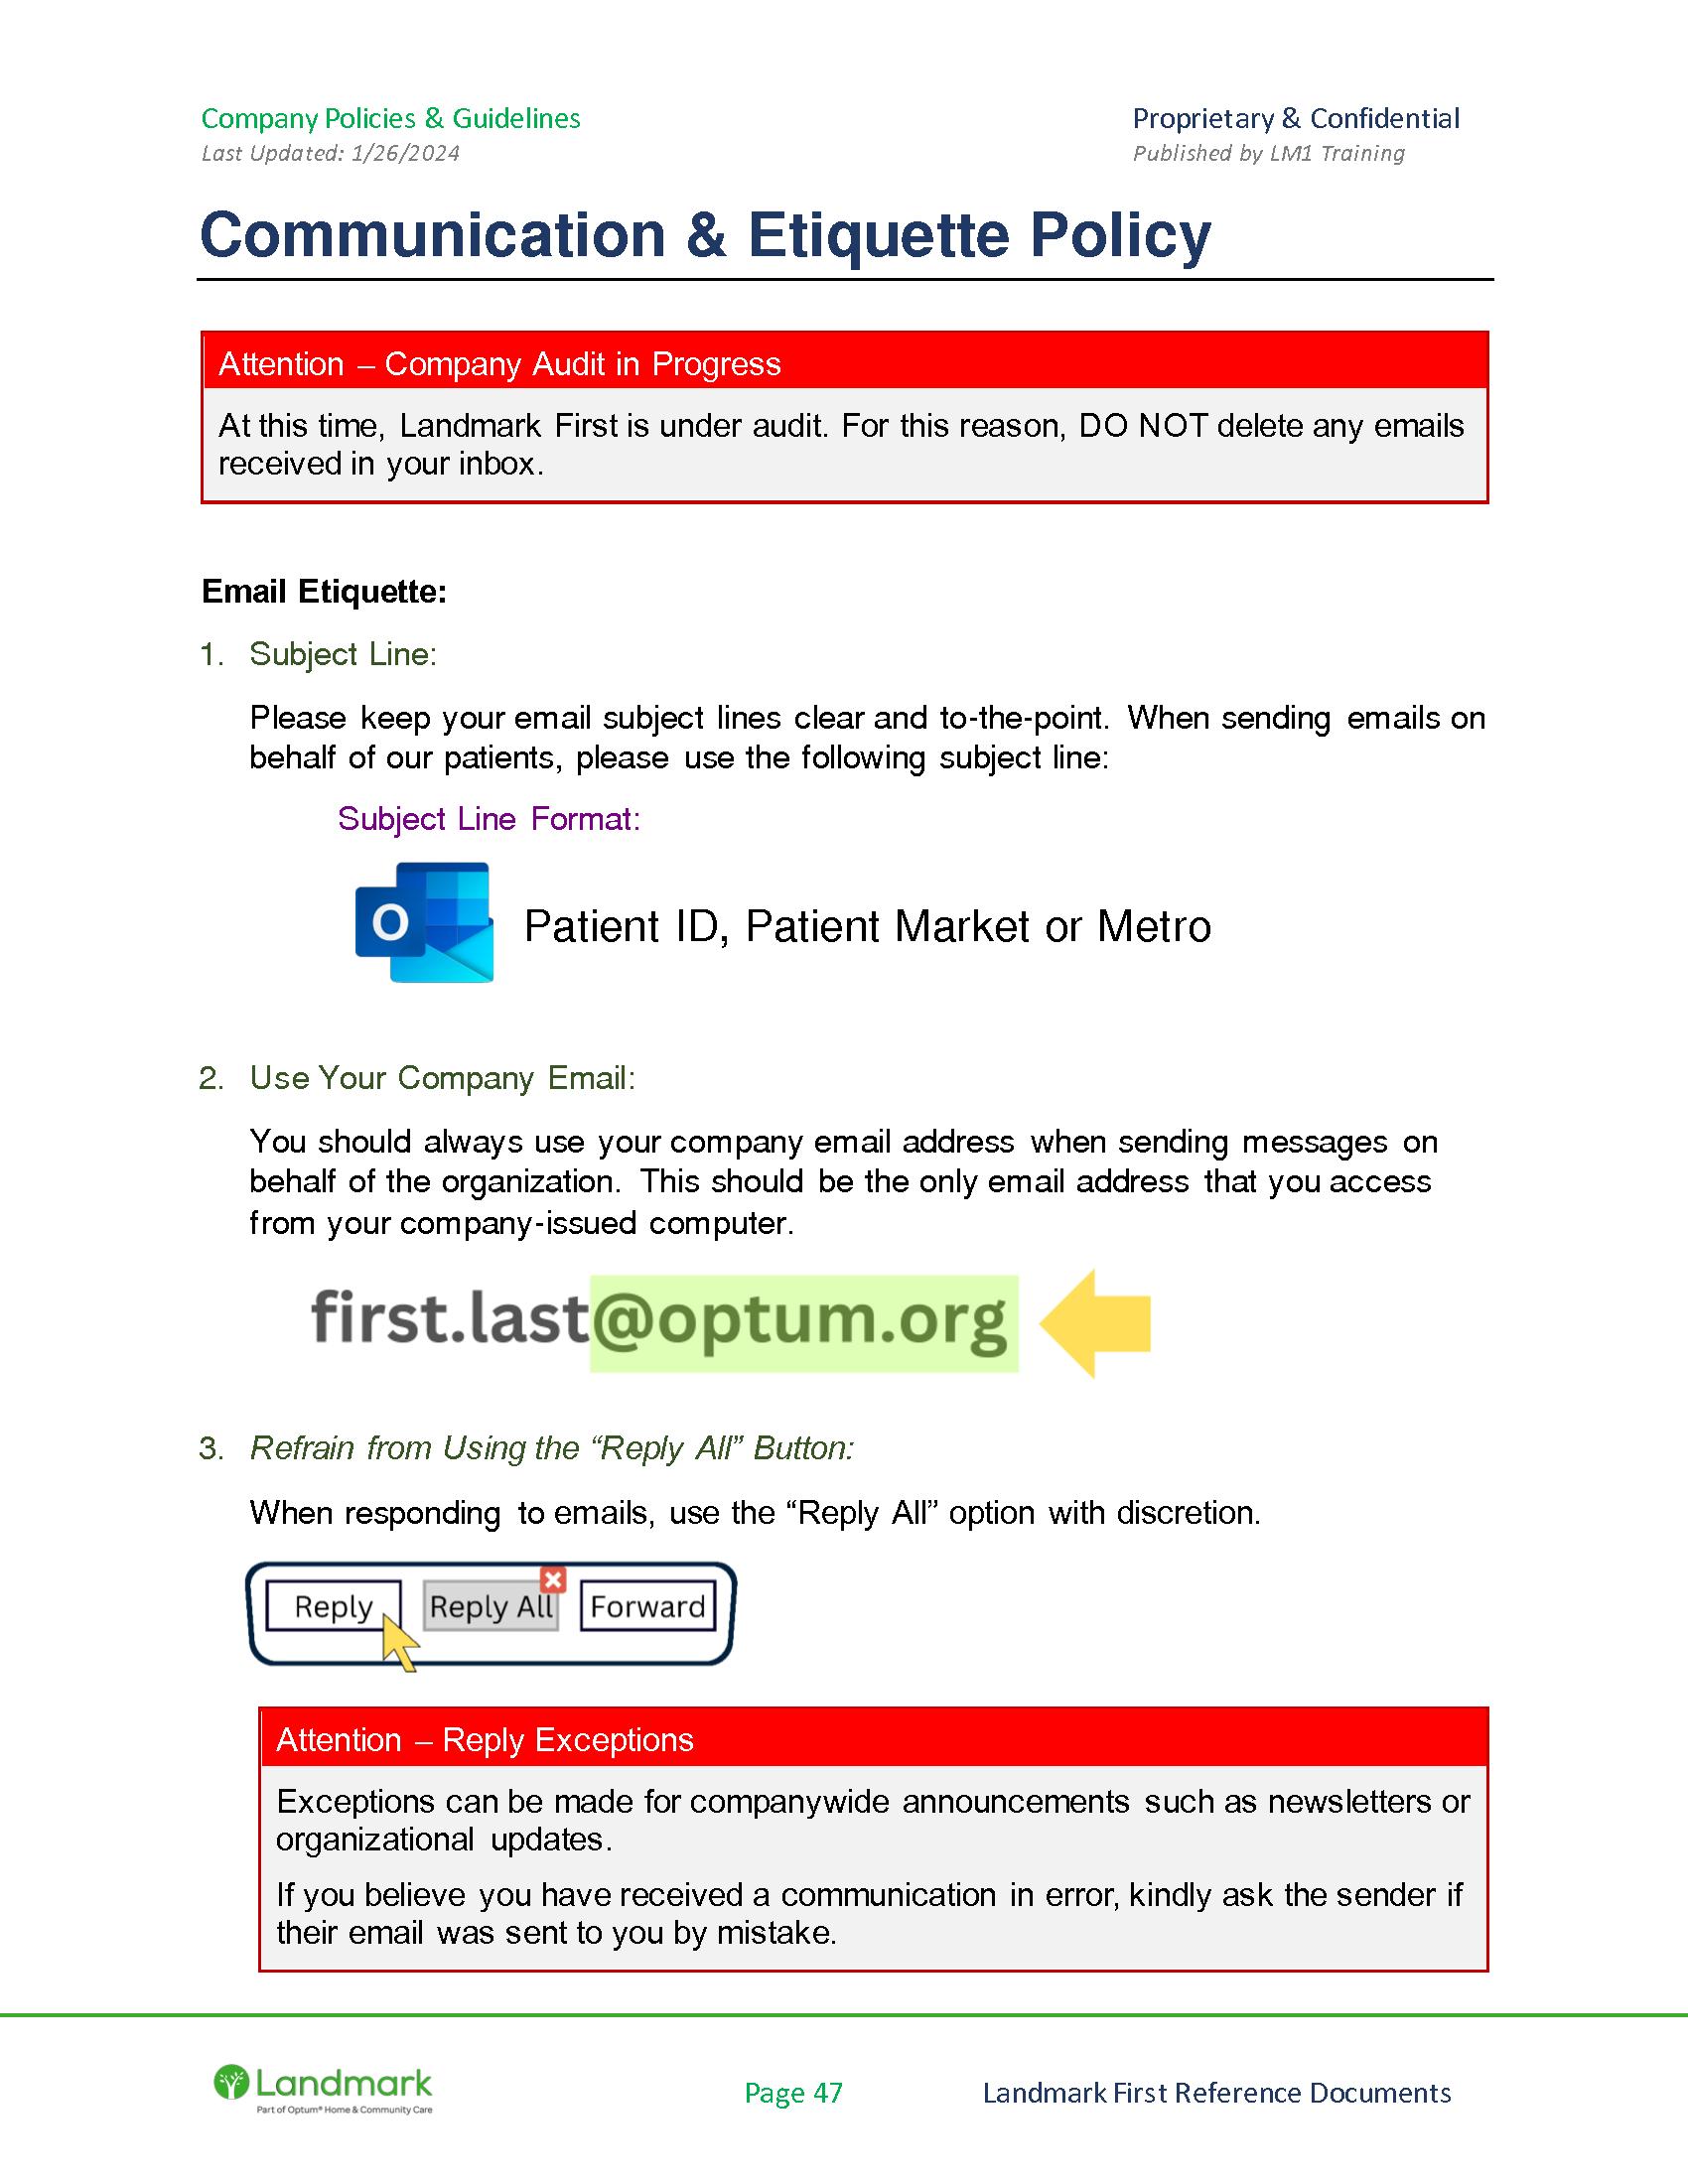 Company Policies & Guidelines
Proprietary & Confidential
Last Updated: 1/26/2024
Published by LM1 Training
Communication & Etiquette Policy
Attention – Company Audit in Progress
At this time, Landmark First is under audit. For this reason, DO NOT delete any emails
received in your inbox.
Email Etiquette:
1. Subject Line:
Please keep your email subject lines clear and to-the-point. When sending emails on
behalf of our patients, please use the following subject line:
Subject Line Format:
O
Patient ID, Patient Market or Metro
2. Use Your Company Email:
You should always use your company email address when sending messages on
behalf of the organization. This should be the only email address that you access
from your company-issued computer.
first.last@optum.org
3. Refrain from Using the “Reply All” Button:
When responding to emails, use the “Reply All” option with discretion.
Reply Reply All Forward
Attention – Reply Exceptions
Exceptions can be made for companywide announcements such as newsletters or
organizational updates.
If you believe you have received a communication in error, kindly ask the sender if
their email was sent to you by mistake.
Landmark
Part of Optum® Home & Community Care
Page 47
Landmark First Reference Documents